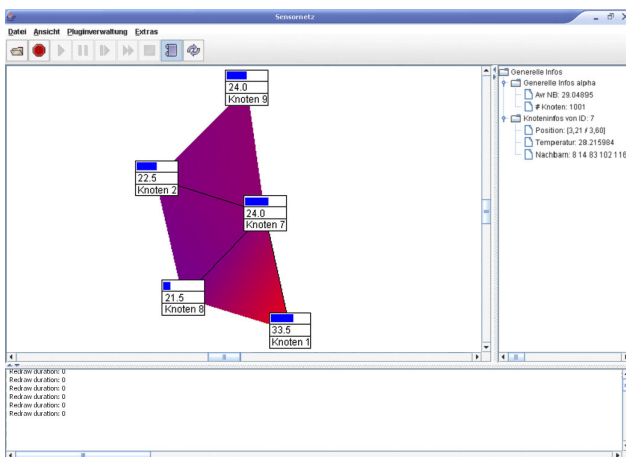 Sensornetz
Datei Ansicht Pluginverwaltung Extras
24.0
Knoten 9
22.5
Knoten 2
24.0
Knoten 7
21.5
Knoten 8
33.5
Knoten 1
Generelle Infos
Generelle Infos alpha
Avr NB: 29.04895
# Knoten: 1001
Knoteninfos von ID: 7
Position: [3,21 / 3,60]
Temperatur: 28.215984
Nachbarn: 8 14 83 102 116
Redraw duration: 0
Redraw duration: 0
Redraw duration: 0
Redraw duration: 0
Redraw duration: 0
Redraw duration: 0